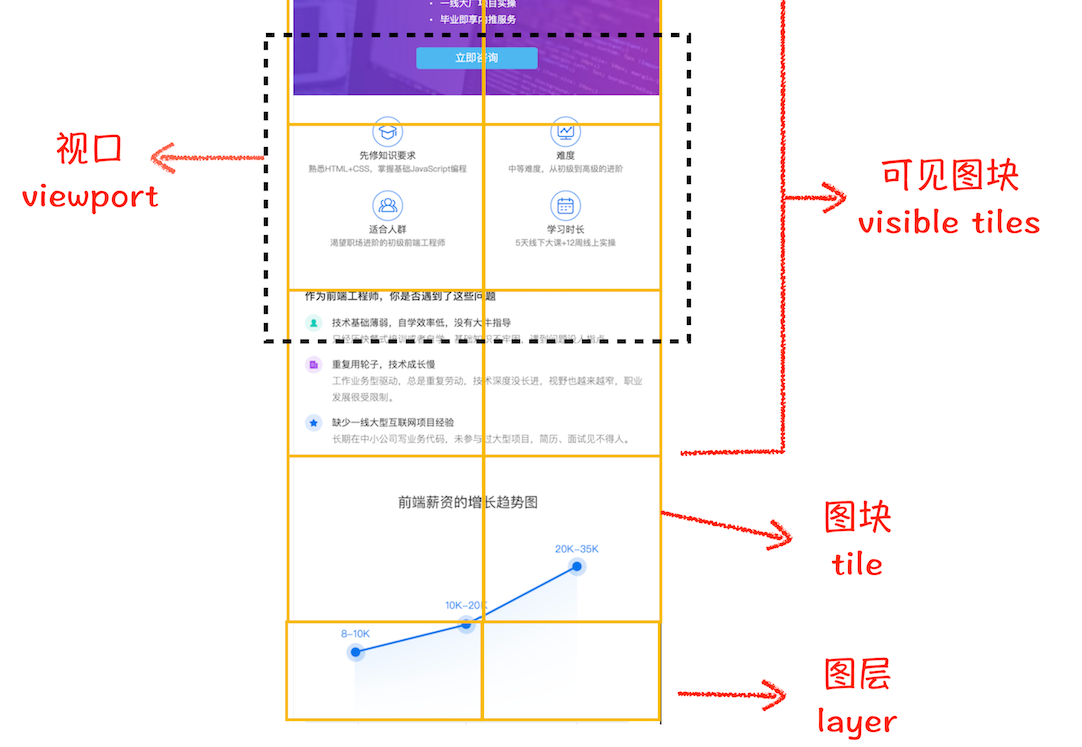 一线大厂项目实操
毕业即享内推服务
立即咨询
视口
viewport
先修知识要求
熟悉HTML+CSS，掌握基础JavaScript编程
难度
中等难度，从初级到高级的进阶
适合人群
渴望职场进阶的初级前端工程师
学习时长
5天线下大课+12周线上实操
可见图块
visible tiles
作为前端工程师，你是否遇到了这些问题
技术基础薄弱，自学效率低，没有大牛指导
重复用轮子，技术成长慢
工作业务型驱动，总是重复劳动，技术深度没长进，视野也越来越窄，职业
发展很受限制。
缺少一线大型互联网项目经验
长期在中小公司写业务代码，未参与过大型项目，简历、面试见不得人。
前端薪资的增长趋势图
图块
tile
20K-35K
10K-20K
8-10K
图层
layer